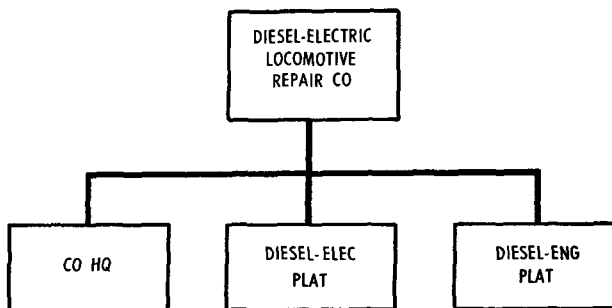 DIESEL-ELECTRIC
LOCOMOTIVE
REPAIR CO
CO HQ
DIESEL-ELEC
PLAT
DIESEL-ENG
PLAT